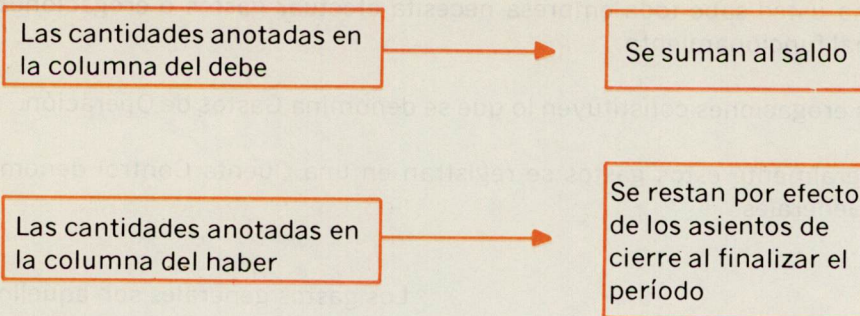 Las cantidades anotadas en
la columna del debe
Se suman al saldo
Las cantidades anotadas en
la columna del haber
Se restan por efecto
de los asientos de
cierre al finalizar el
período